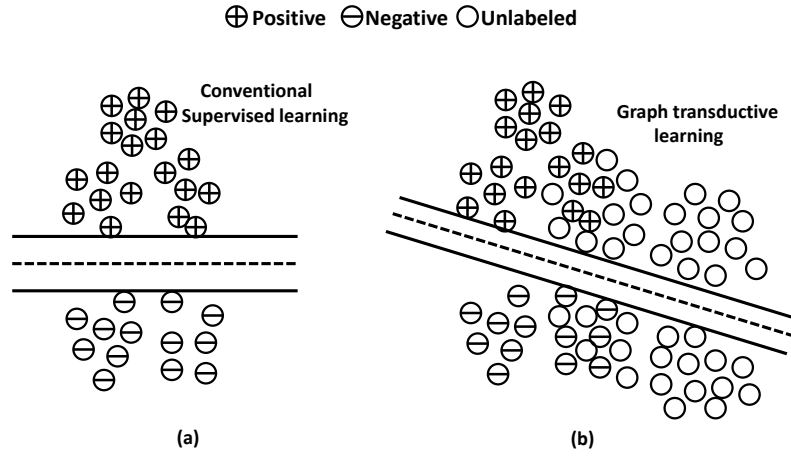 Positive Negative Unlabeled
Conventional
Supervised learning
Graph transductive
learning
(a)
(b)